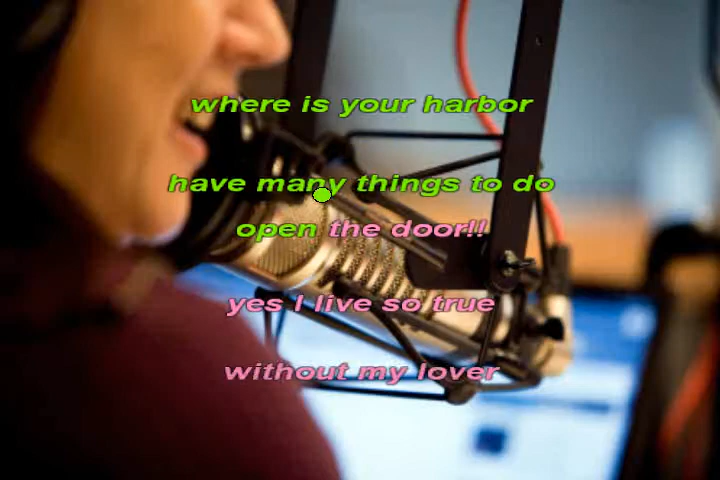 where is your harbor
have many things to do
open the door!!
yes I live so true
without my lover